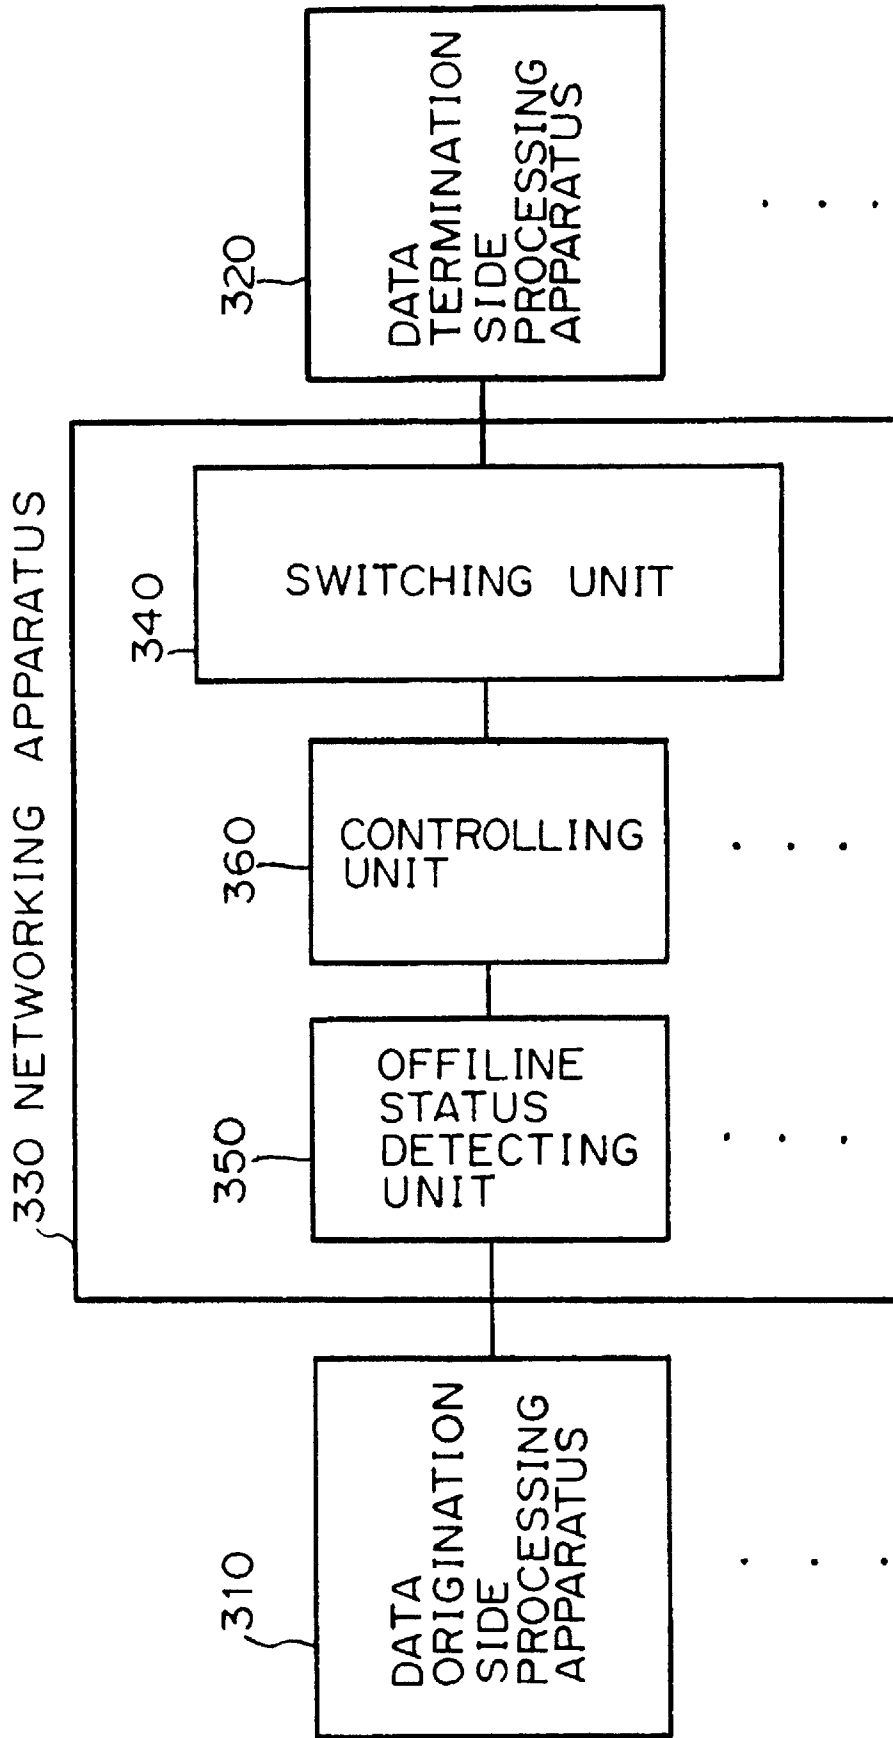 330 NETWORKING APPARATUS
310
DATA
ORIGINATION
SIDE
PROCESSING
APPARATUS
350
OFFILINE
STATUS
DETECTING
UNIT
360
CONTROLLING
UNIT
340
SWITCHING UNIT
320
DATA
TERMINATION
SIDE
PROCESSING
APPARATUS